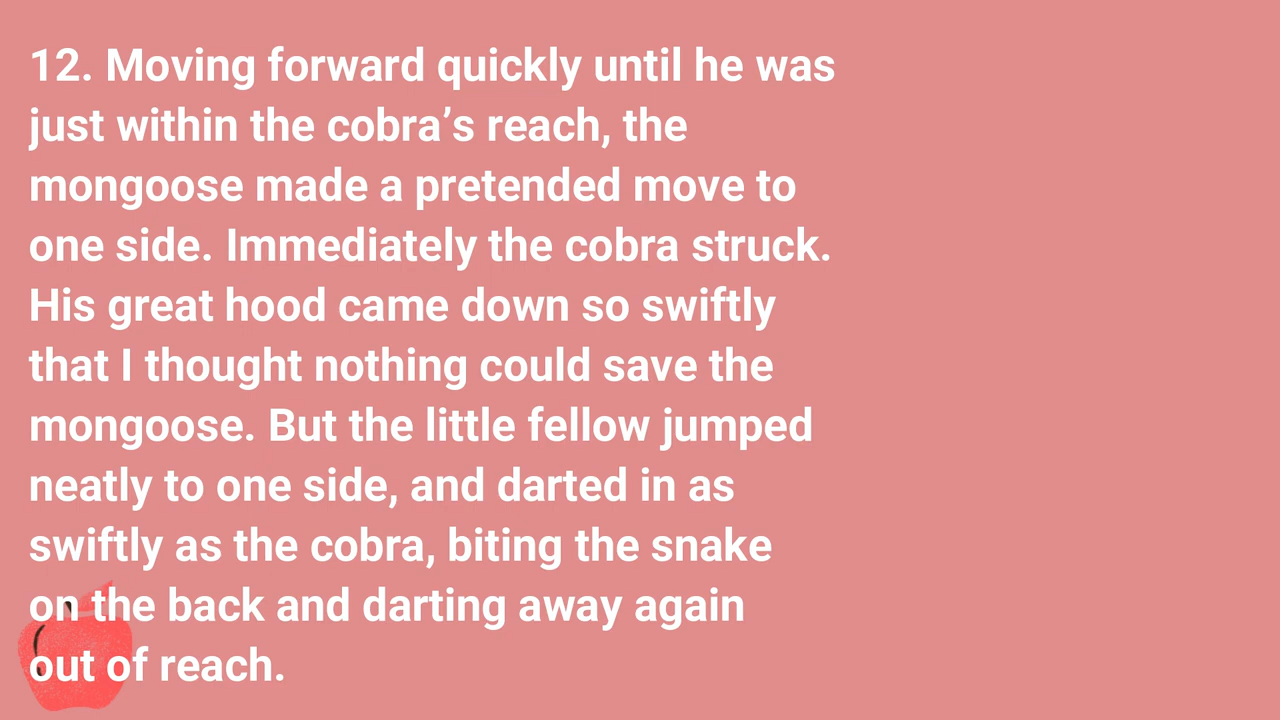 12. Moving forward quickly until he was
just within the cobra’s reach, the
mongoose made a pretended move to
one side. Immediately the cobra struck.
His great hood came down so swiftly
that I thought nothing could save the
mongoose. But the little fellow jumped
neatly to one side, and darted in as
swiftly as the cobra, biting the snake
on the back and darting away again
out of reach.